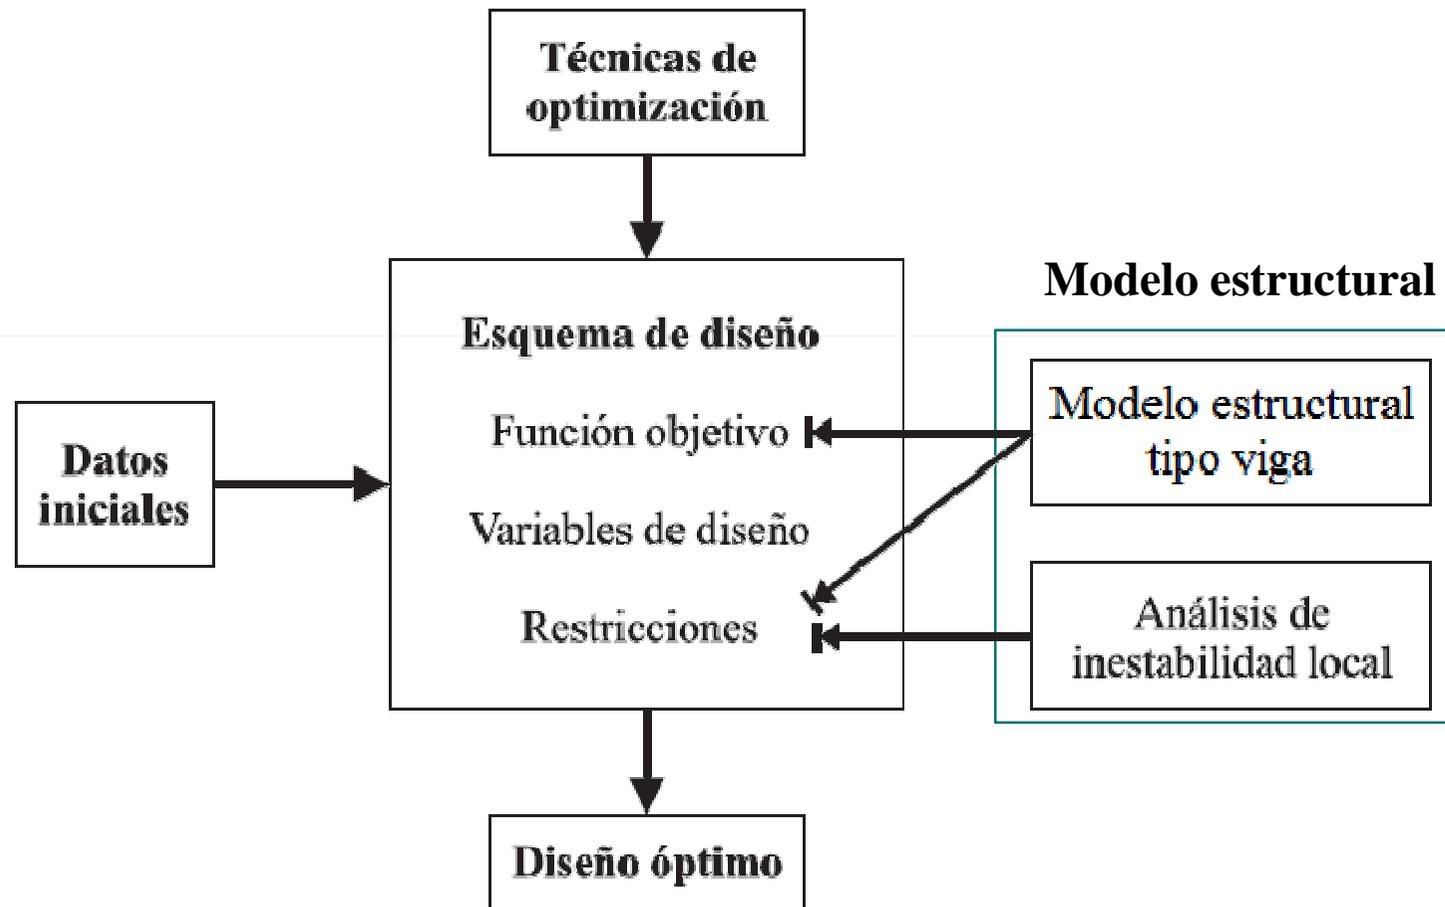 Técnicas de
optimización
Modelo estructural
Esquema de diseño
Función objetivo
Variables de diseño
Restricciones
Datos
iniciales
Modelo estructural
tipo viga
Análisis de
inestabilidad local
Diseño óptimo